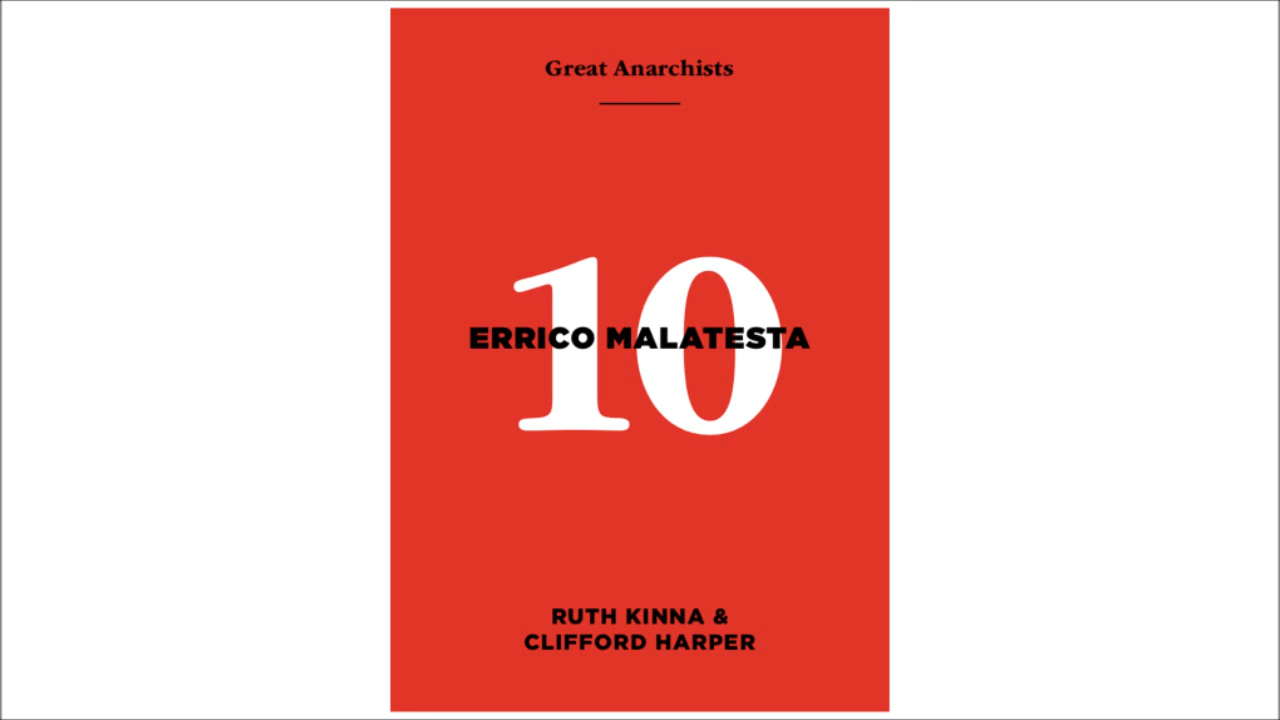 Great Anarchists
10
ERRICO MALATESTA
RUTH KINNA &
CLIFFORD HARPER